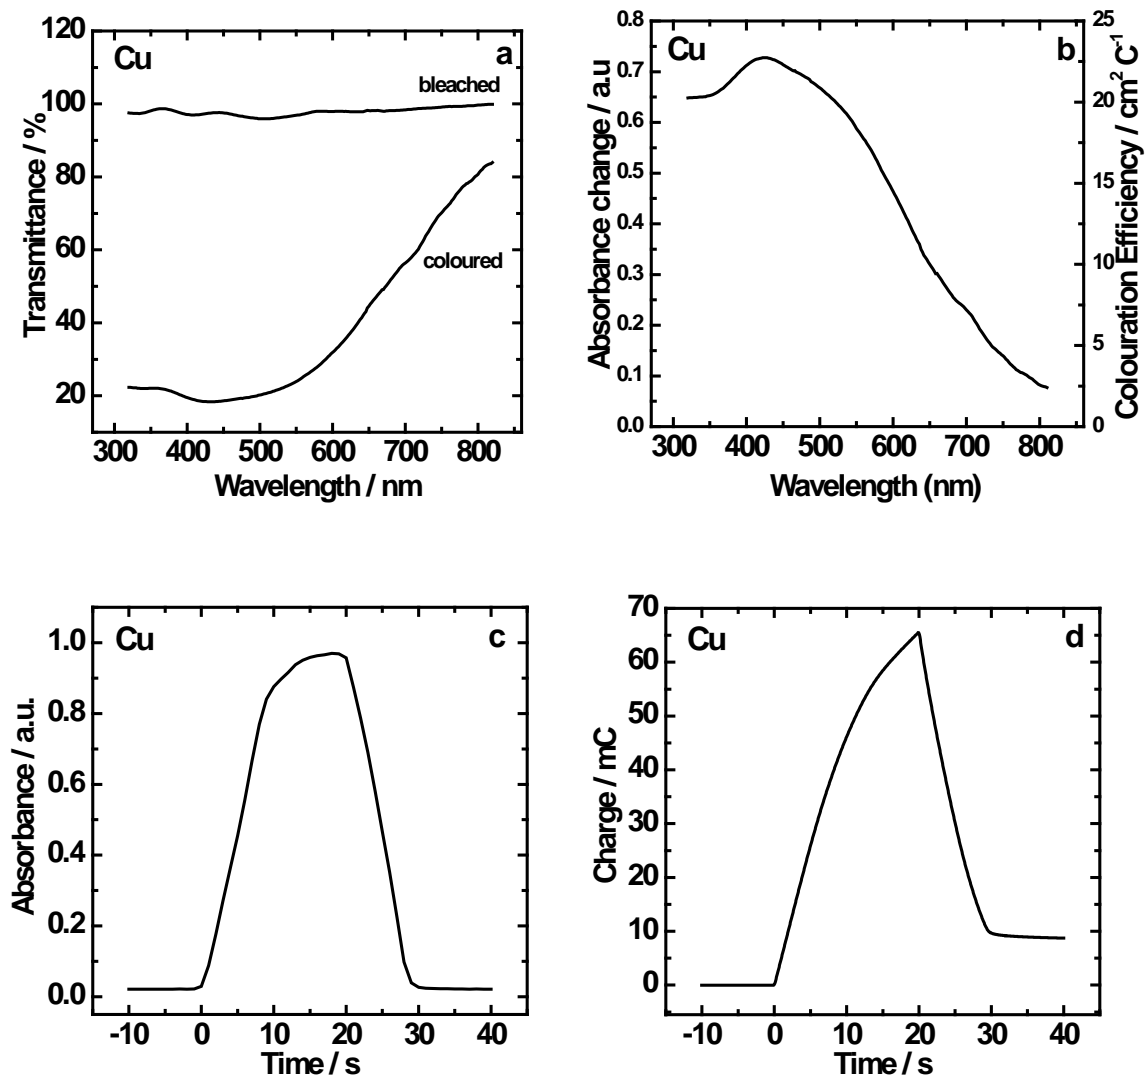 120
100
80
60
40
20
Transmittance / %
Cu
a
bleached
coloured
300 400 500 600 700 800
Wavelength / nm
0.8
0.7
0.6
0.5
0.4
0.3
0.2
0.1
0.0
Absorbance change / a.u
Cu
b
25
20
15
10
5
0
Colouration Efficiency / cm² C⁻¹
300 400 500 600 700 800
Wavelength (nm)
1.0
0.8
0.6
0.4
0.2
0.0
Absorbance / a.u.
Cu
c
-10 0 10 20 30 40
Time / s
70
60
50
40
30
20
10
0
Charge / mC
Cu
d
-10 0 10 20 30 40
Time / s